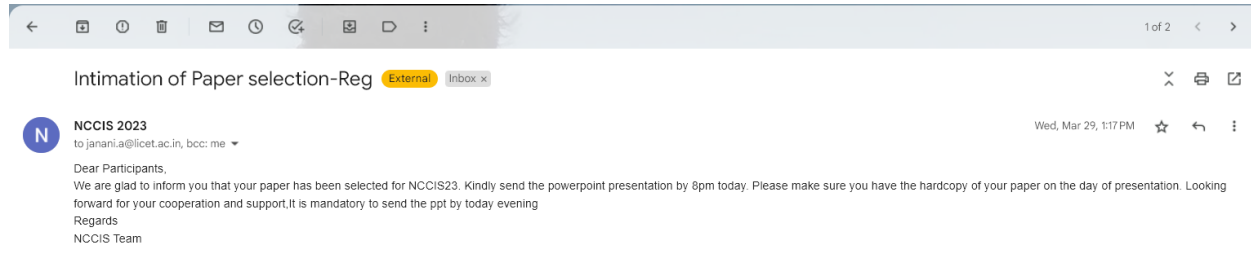 1 of 2
Intimation of Paper selection-Reg External Inbox ×
N
NCCIS 2023
Wed, Mar 29, 1:17 PM
to janani.a@licet.ac.in, bcc: me
Dear Participants,
We are glad to inform you that your paper has been selected for NCCIS23. Kindly send the powerpoint presentation by 8pm today. Please make sure you have the hardcopy of your paper on the day of presentation. Looking
forward for your cooperation and support,It is mandatory to send the ppt by today evening
Regards
NCCIS Team